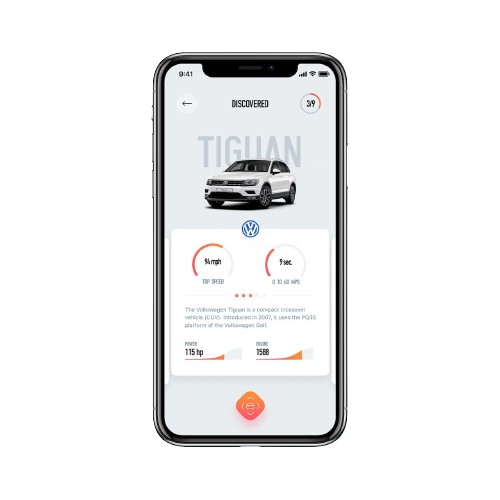 9:41
DISCOVERED
3/9
TIGUAN
94 mph
9 sec.
TOP SPEED
0 TO 60 MPS
The Volkswagen Tiguan is a compact crossover
vehicle (CUV). Introduced in 2007, it uses the PQ35
platform of the Volkswagen Golf.
POWER
ENGINE
115 hp
1588